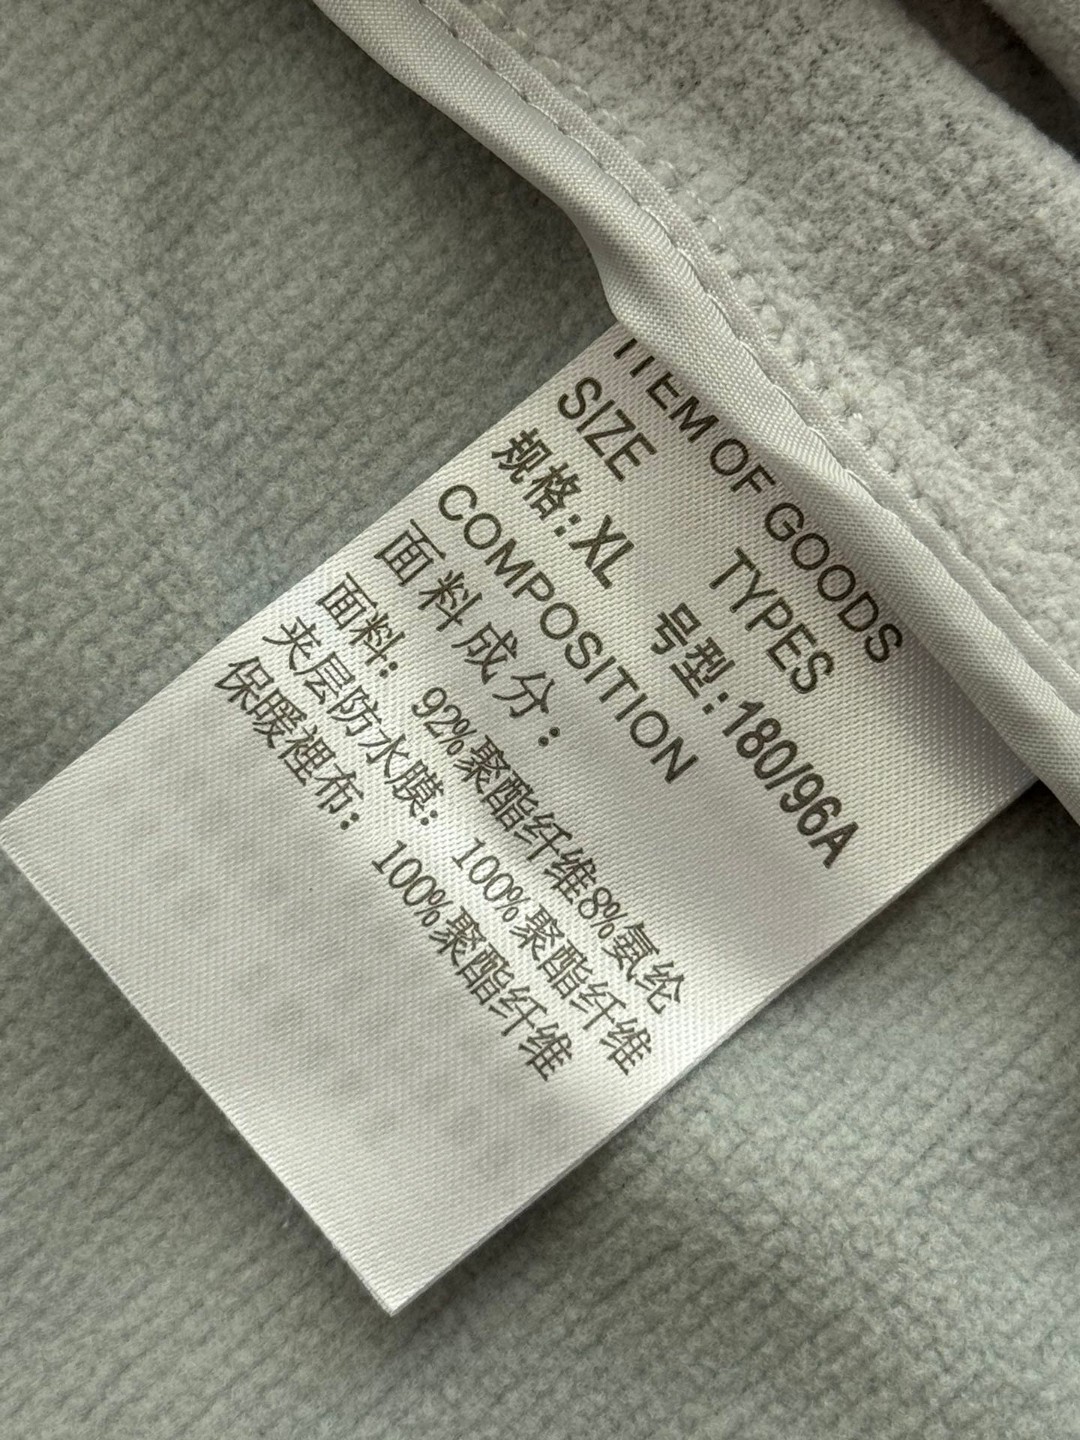 ITEM OF GOODS
SIZE TYPES
规格:XL 号型:180/96A
COMPOSITION
面料成分:
面料: 92%聚酯纤维8%氨纶
夹层防水膜: 100%聚酯纤维
保暖裡布: 100%聚酯纤维